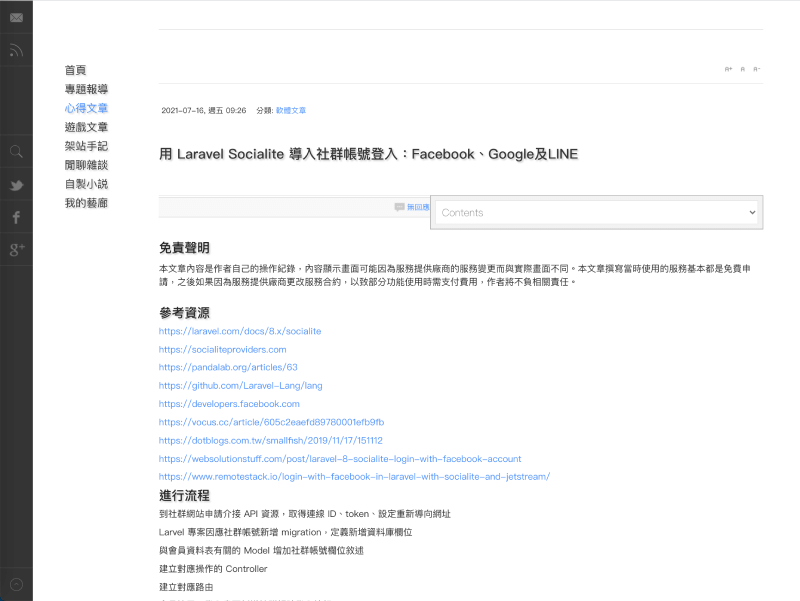 首頁
專題報導
心得文章
遊戲文章
架站手記
閒聊雜談
自製小說
我的藝廊
A+ A A-
2021-07-16, 週五 09:26 分類: 軟體文章
用 Laravel Socialite 導入社群帳號登入：Facebook、Google及LINE
無回應
Contents
免責聲明
本文章內容是作者自己的操作紀錄，內容顯示畫面可能因為服務提供廠商的服務變更而與實際畫面不同。本文章撰寫當時使用的服務基本都是免費申
請，之後如果因為服務提供廠商更改服務合約，以致部分功能使用時需支付費用，作者將不負相關責任。
參考資源
https://laravel.com/docs/8.x/socialite
https://socialiteproviders.com
https://pandalab.org/articles/63
https://github.com/Laravel-Lang/lang
https://developers.facebook.com
https://vocus.cc/article/605c2eaefd89780001efb9fb
https://dotblogs.com.tw/smallfish/2019/11/17/151112
https://websolutionstuff.com/post/laravel-8-socialite-login-with-facebook-account
https://www.remotestack.io/login-with-facebook-in-laravel-with-socialite-and-jetstream/
進行流程
到社群網站申請介接 API 資源，取得連線 ID、token、設定重新導向網址
Larvel 專案因應社群帳號新增 migration，定義新增資料庫欄位
與會員資料表有關的 Model 增加社群帳號欄位敘述
建立對應操作的 Controller
建立對應路由